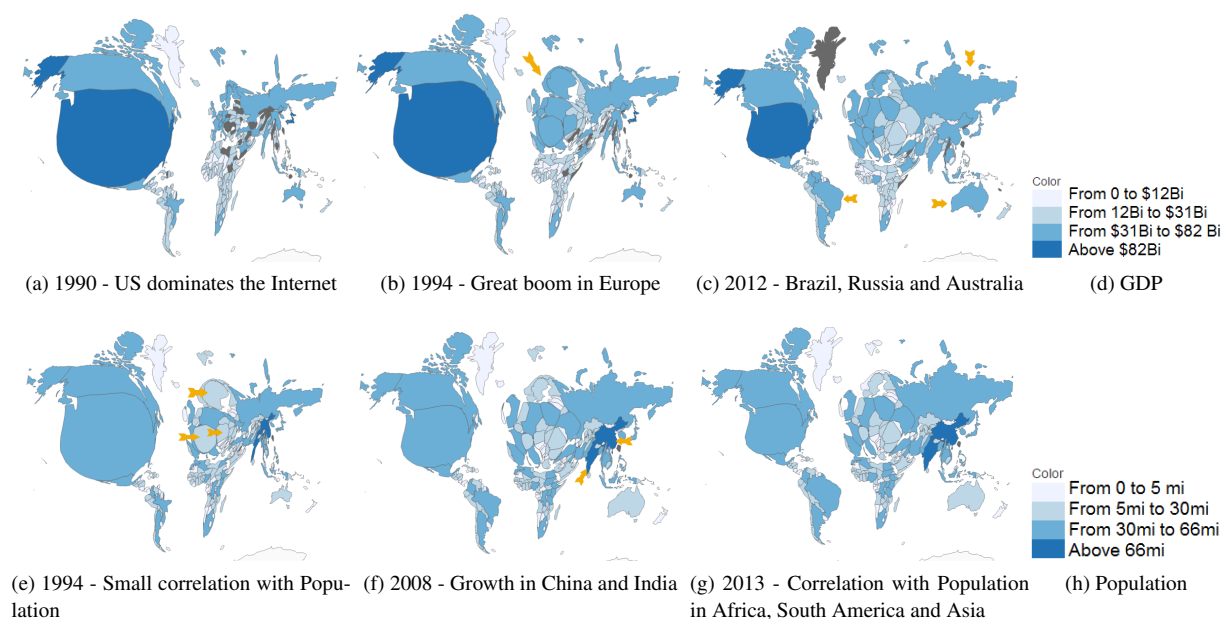 Color
From 0 to $12Bi
From 12Bi to $31Bi
From $31Bi to $82 Bi
Above $82Bi
(a) 1990 - US dominates the Internet
(b) 1994 - Great boom in Europe
(c) 2012 - Brazil, Russia and Australia
(d) GDP
Color
From 0 to 5 mi
From 5mi to 30mi
From 30mi to 66mi
Above 66mi
(e) 1994 - Small correlation with Popu-
lation
(f) 2008 - Growth in China and India
(g) 2013 - Correlation with Population
in Africa, South America and Asia
(h) Population